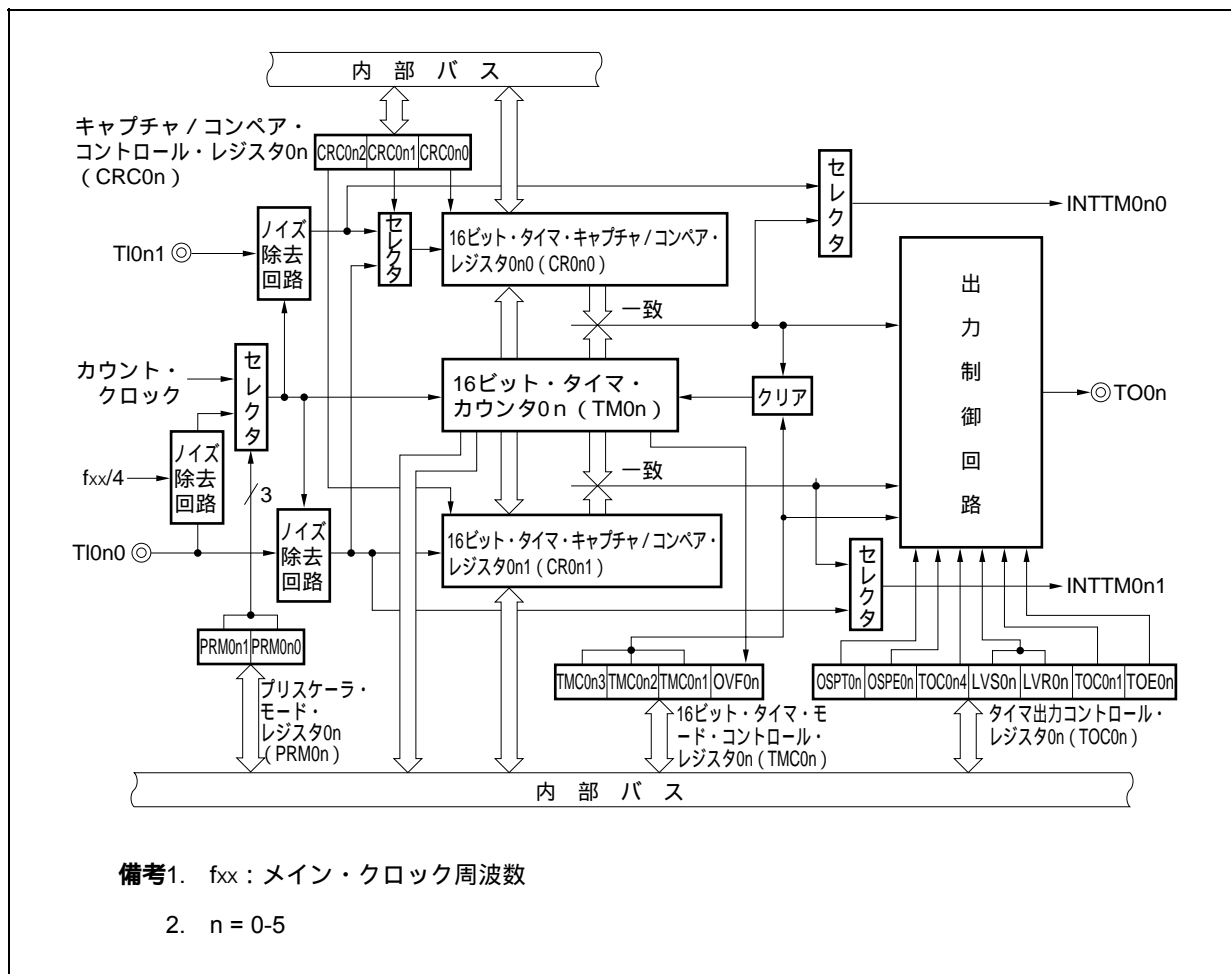 内部バス
キャプチャ/コンペア・
コントロール・レジスタ0n
(CRC0n)
CRC0n2 CRC0n1 CRC0n0
セレクタ
INTTM0n0
TI0n1
ノイズ
除去
回路
セレクタ
16ビット・タイマ・キャプチャ/コンペア・
レジスタ0n0(CR0n0)
一致
出力制御回路
カウント・
クロック
セレクタ
16ビット・タイマ・
カウンタ0n(TM0n)
クリア
TO0n
fxx/4
ノイズ
除去
回路
3
一致
TI0n0
ノイズ
除去
回路
16ビット・タイマ・キャプチャ/コンペア・
レジスタ0n1(CR0n1)
セレクタ
INTTM0n1
PRM0n1 PRM0n0
プリスケーラ・
モード・
レジスタ0n
(PRM0n)
TMC0n3 TMC0n2 TMC0n1 OVF0n
16ビット・タイマ・モ
ード・コントロール・
レジスタ0n(TMC0n)
OSPT0n OSPE0n TOC0n4 LVS0n LVR0n TOC0n1 TOE0n
タイマ出力コントロール・
レジスタ0n(TOC0n)
内部バス
備考1. fxx:メイン・クロック周波数
2. n = 0-5